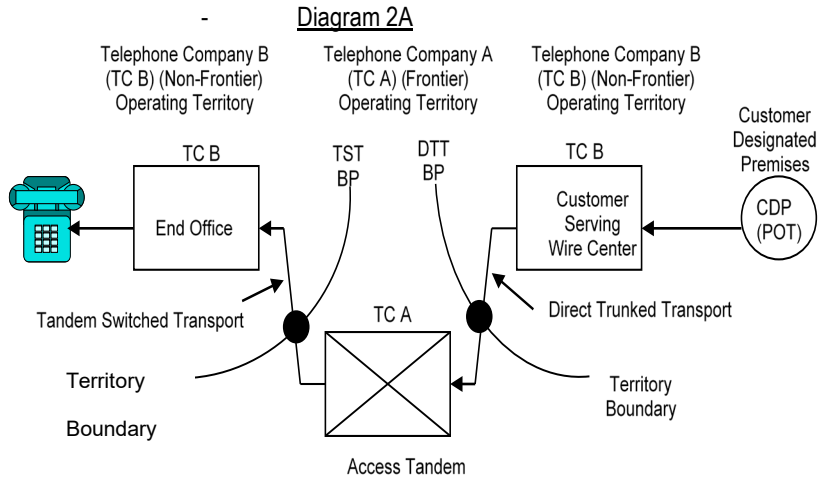 -
Diagram 2A
Telephone Company B
(TC B) (Non-Frontier)
Operating Territory
Telephone Company A
(TC A) (Frontier)
Operating Territory
Telephone Company B
(TC B) (Non-Frontier)
Operating Territory
Customer
Designated
Premises
TC B
TST
BP
DTT
BP
TC B
End Office
Customer
Serving
Wire Center
CDP
(POT)
Tandem Switched Transport
TC A
Direct Trunked Transport
Territory
Boundary
Territory
Boundary
Access Tandem